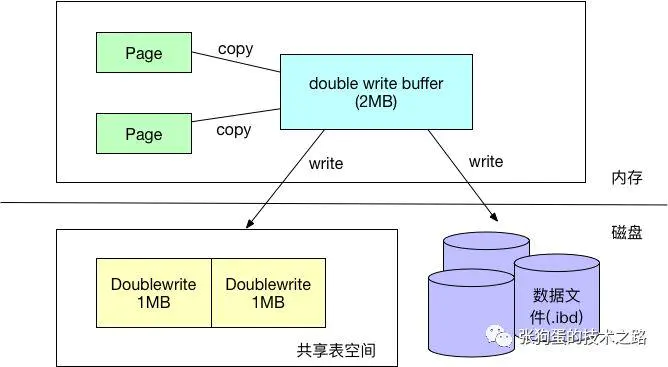 Page
copy
double write buffer
(2MB)
Page
copy
write
write
内存
磁盘
Doublewrite
1MB
Doublewrite
1MB
共享表空间
数据文
件(.ibd)
张狗蛋的技术之路